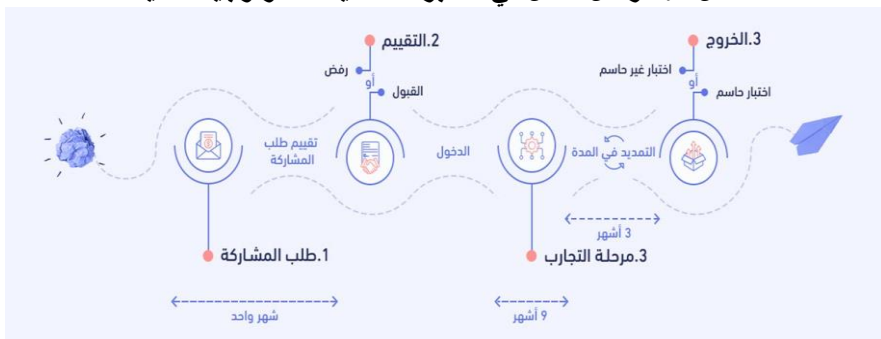 2.التقييم
رفض
أو
القبول
3.الخروج
اختبار غير حاسم
أو
اختبار حاسم
تقييم طلب
المشاركة
الدخول
التمديد في المدة
3 أشهر
1.طلب المشاركة
3.مرحلة التجارب
شهر واحد
9 أشهر